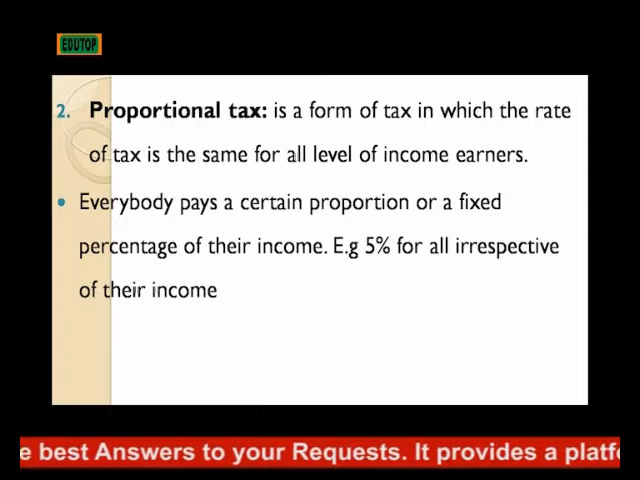 EDUTOP
2. Proportional tax: is a form of tax in which the rate
of tax is the same for all level of income earners.
• Everybody pays a certain proportion or a fixed
percentage of their income. E.g 5% for all irrespective
of their income
e best Answers to your Requests. It provides a platfo